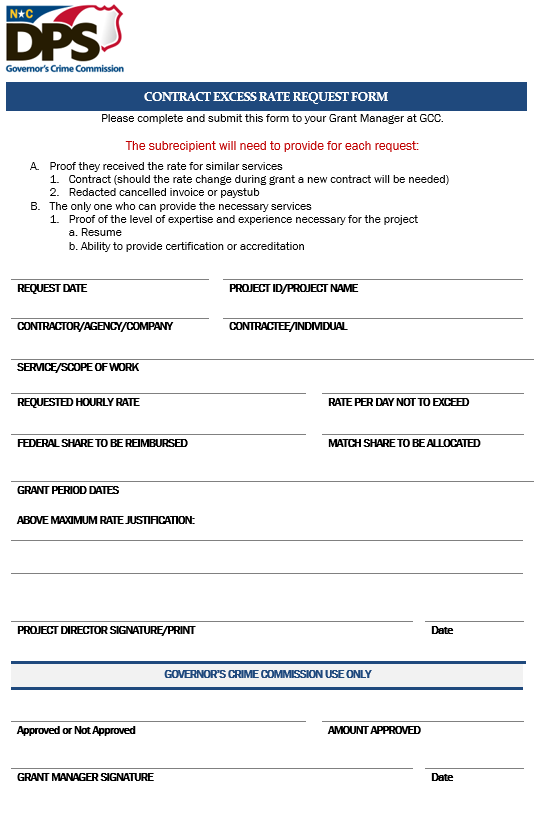 N★C
DPS
Governor's Crime Commission
CONTRACT EXCESS RATE REQUEST FORM
Please complete and submit this form to your Grant Manager at GCC.
The subrecipient will need to provide for each request:
A. Proof they received the rate for similar services
1. Contract (should the rate change during grant a new contract will be needed)
2. Redacted cancelled invoice or paystub
B. The only one who can provide the necessary services
1. Proof of the level of expertise and experience necessary for the project
a. Resume
b. Ability to provide certification or accreditation
REQUEST DATE PROJECT ID/PROJECT NAME
CONTRACTOR/AGENCY/COMPANY CONTRACTEE/INDIVIDUAL
SERVICE/SCOPE OF WORK
REQUESTED HOURLY RATE RATE PER DAY NOT TO EXCEED
FEDERAL SHARE TO BE REIMBURSED MATCH SHARE TO BE ALLOCATED
GRANT PERIOD DATES
ABOVE MAXIMUM RATE JUSTIFICATION:
PROJECT DIRECTOR SIGNATURE/PRINT Date
GOVERNOR'S CRIME COMMISSION USE ONLY
Approved or Not Approved AMOUNT APPROVED
GRANT MANAGER SIGNATURE Date